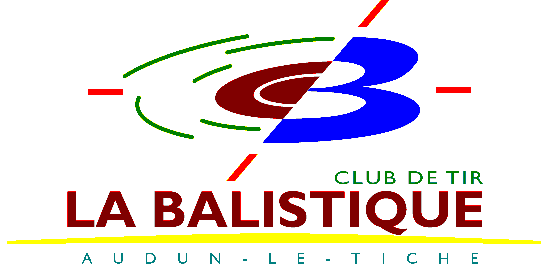 CLUB DE TIR
LA BALISTIQUE
AUDUN-LE-TICHE